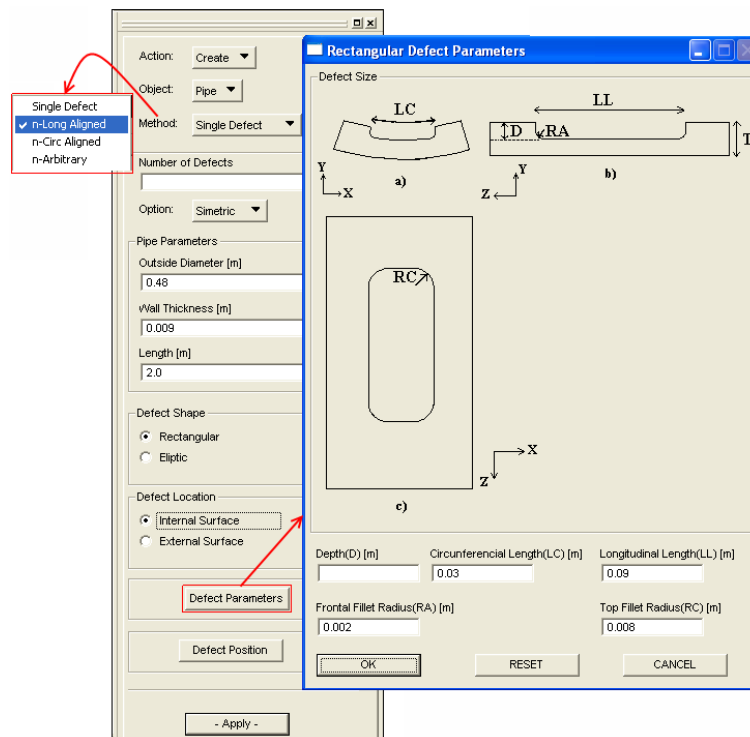 Action:
Create
Object:
Pipe
Method:
Single Defect
Single Defect
n-Long Aligned
n-Circ Aligned
n-Arbitrary
Number of Defects
Option:
Simetric
Pipe Parameters
Outside Diameter [m]
0.48
Wall Thickness [m]
0.009
Length [m]
2.0
Defect Shape
Rectangular
Eliptic
Defect Location
Internal Surface
External Surface
Defect Parameters
Defect Position
- Apply -
Rectangular Defect Parameters
Defect Size
LC
LL
D
RA
T
Y
X
a)
Z
Y
b)
RC
X
Z
c)
Depth(D) [m]
Circunferencial Length(LC) [m]
Longitudinal Length(LL) [m]
0.03
0.09
Frontal Fillet Radius(RA) [m]
Top Fillet Radius(RC) [m]
0.002
0.008
OK
RESET
CANCEL